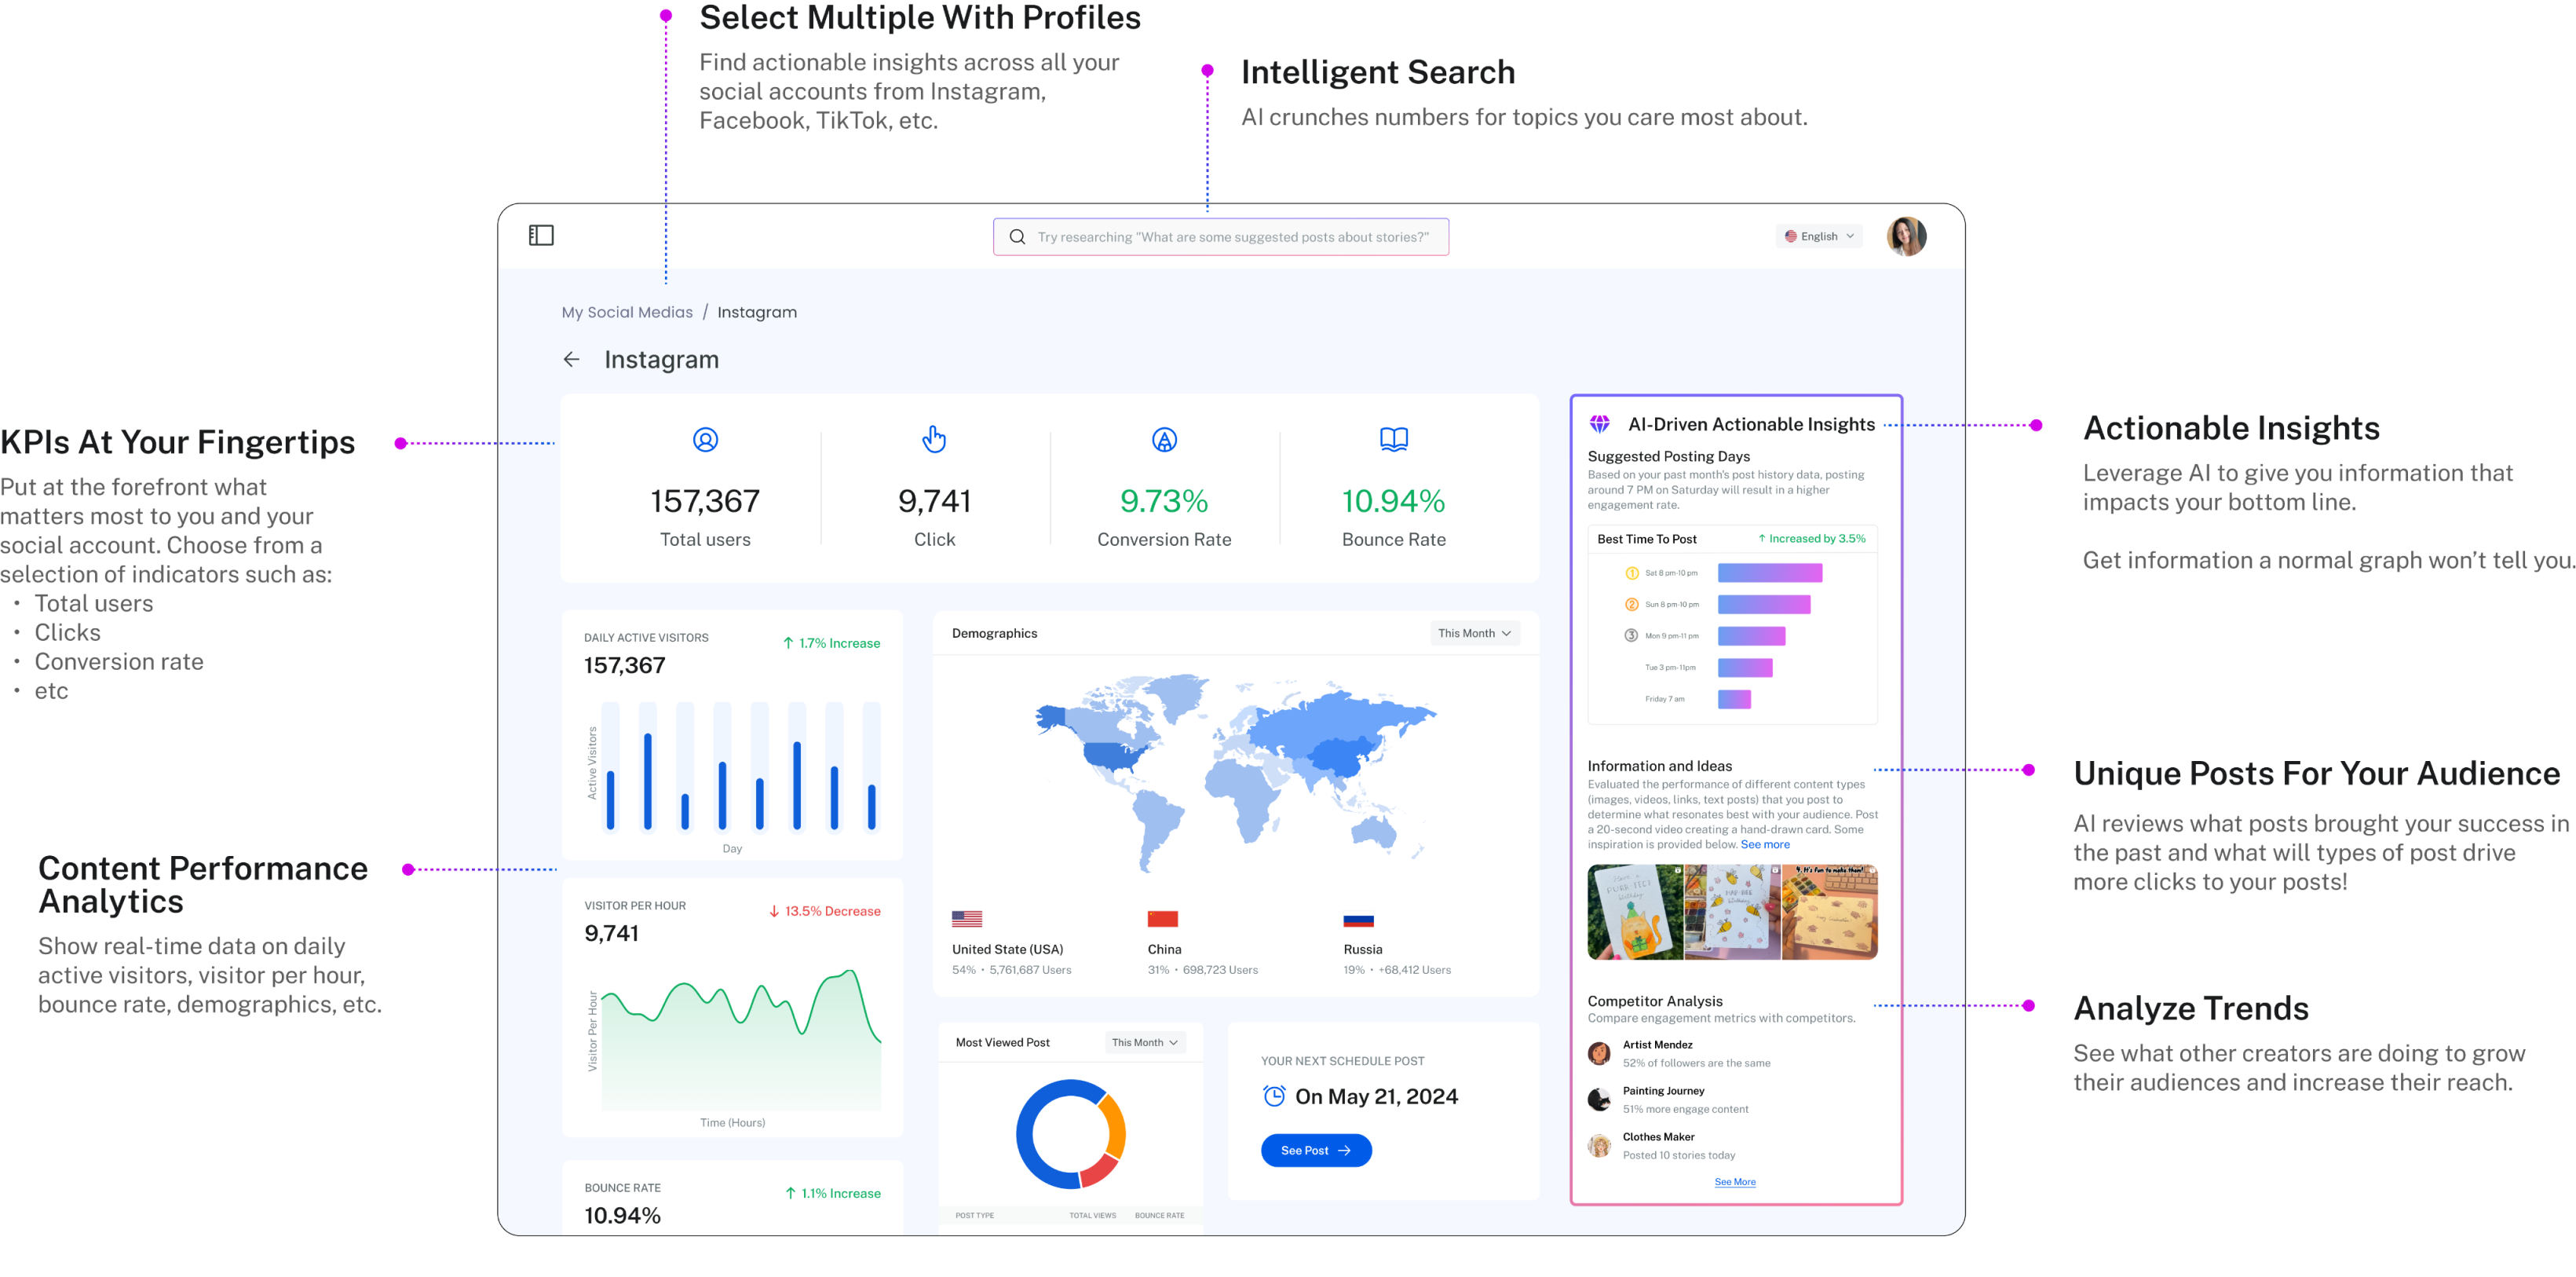 Select Multiple With Profiles
Find actionable insights across all your
social accounts from Instagram,
Facebook, TikTok, etc.
Intelligent Search
AI crunches numbers for topics you care most about.
Try researching "What are some suggested posts about stories?"
English
My Social Medias / Instagram
Instagram
KPIs At Your Fingertips
Put at the forefront what
matters most to you and your
social account. Choose from a
selection of indicators such as:
• Total users
• Clicks
• Conversion rate
• etc
Content Performance
Analytics
Show real-time data on daily
active visitors, visitor per hour,
bounce rate, demographics, etc.
157,367
Total users
9,741
Click
9.73%
Conversion Rate
10.94%
Bounce Rate
DAILY ACTIVE VISITORS
157,367
↑ 1.7% Increase
Active Visitors
Day
VISITOR PER HOUR
9,741
↓ 13.5% Decrease
Visitor Per Hour
Time (Hours)
BOUNCE RATE
10.94%
↑ 1.1% Increase
Demographics
This Month
United State (USA)
54% • 5,761,687 Users
China
31% • 698,723 Users
Russia
19% • +68,412 Users
Most Viewed Post
This Month
POST TYPE TOTAL VIEWS BOUNCE RATE
YOUR NEXT SCHEDULE POST
On May 21, 2024
See Post →
AI-Driven Actionable Insights
Suggested Posting Days
Based on your past month's post history data, posting
around 7 PM on Saturday will result in a higher
engagement rate.
Best Time To Post
↑ Increased by 3.5%
1 Sat 8 pm-10 pm
2 Sun 8 pm-10 pm
3 Mon 9 pm-11 pm
Tue 3 pm-11pm
Friday 7 am
Information and Ideas
Evaluated the performance of different content types
(images, videos, links, text posts) that you post to
determine what resonates best with your audience. Post
a 20-second video creating a hand-drawn card. Some
inspiration is provided below. See more
Have a
PURR-FECT
birthday
9. It's fun to make them!
Competitor Analysis
Compare engagement metrics with competitors.
Artist Mendez
52% of followers are the same
Painting Journey
51% more engage content
Clothes Maker
Posted 10 stories today
See More
Actionable Insights
Leverage AI to give you information that
impacts your bottom line.
Get information a normal graph won't tell you.
Unique Posts For Your Audience
AI reviews what posts brought your success in
the past and what will types of post drive
more clicks to your posts!
Analyze Trends
See what other creators are doing to grow
their audiences and increase their reach.